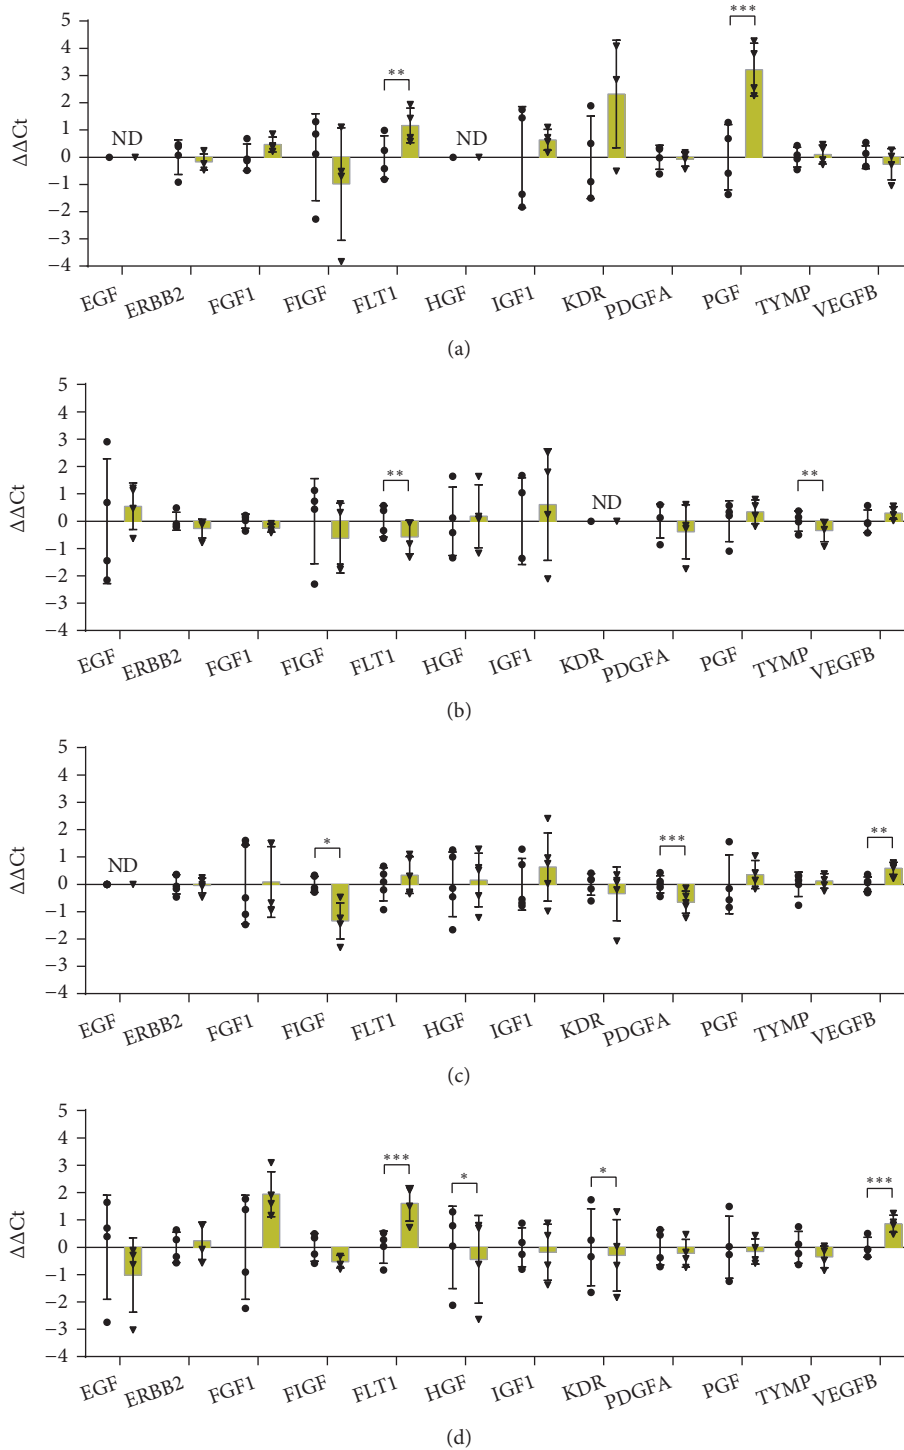 5
4
3
2
1
0
−1
−2
−3
−4
ΔΔCt
ND
**
ND
***
EGF
ERBB2
FGF1
FIGF
FLT1
HGF
IGF1
KDR
PDGFA
PGF
TYMP
VEGFB
(a)
5
4
3
2
1
0
−1
−2
−3
−4
ΔΔCt
**
ND
**
EGF
ERBB2
FGF1
FIGF
FLT1
HGF
IGF1
KDR
PDGFA
PGF
TYMP
VEGFB
(b)
5
4
3
2
1
0
−1
−2
−3
−4
ΔΔCt
ND
*
***
**
EGF
ERBB2
FGF1
FIGF
FLT1
HGF
IGF1
KDR
PDGFA
PGF
TYMP
VEGFB
(c)
5
4
3
2
1
0
−1
−2
−3
−4
ΔΔCt
***
*
*
***
EGF
ERBB2
FGF1
FIGF
FLT1
HGF
IGF1
KDR
PDGFA
PGF
TYMP
VEGFB
(d)